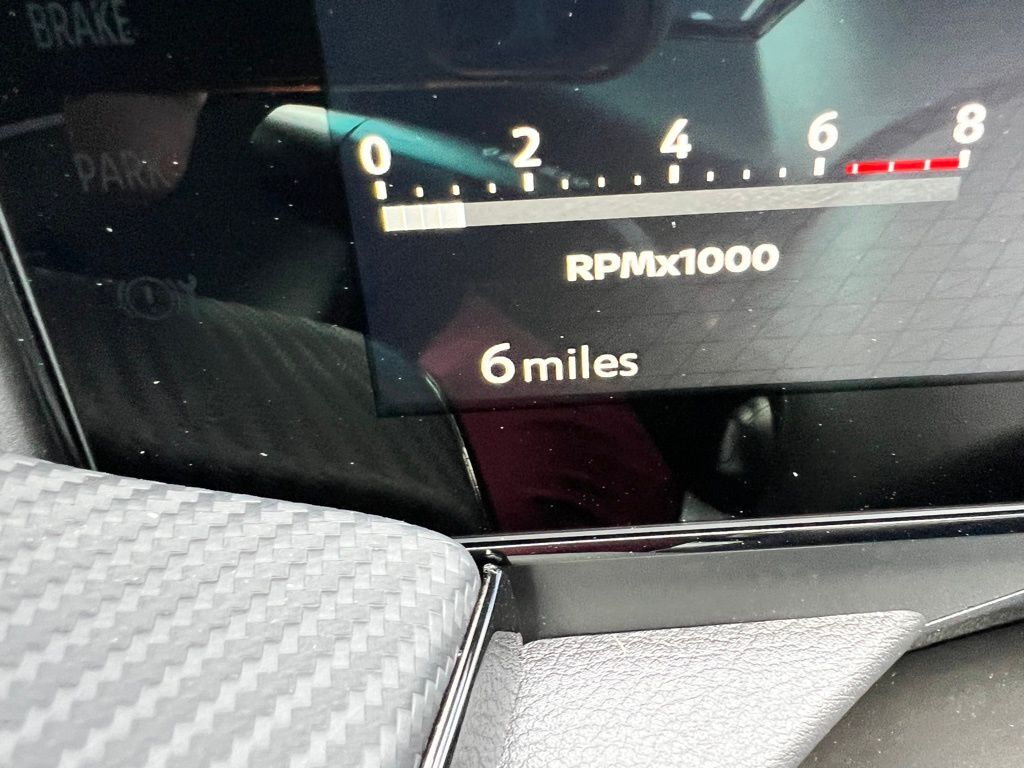 BRAKE
PARK
0 2 4 6 8
RPMx1000
6 miles